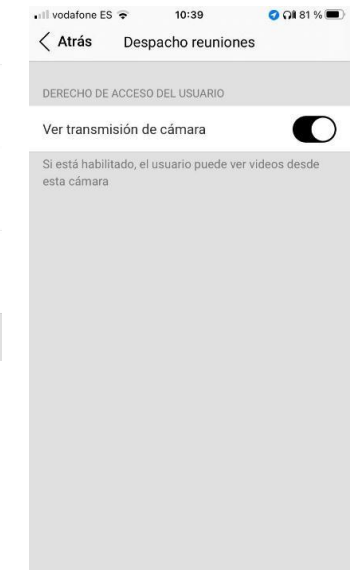 vodafone ES 10:39 81 %
Atrás Despacho reuniones
DERECHO DE ACCESO DEL USUARIO
Ver transmisión de cámara
Si está habilitado, el usuario puede ver videos desde
esta cámara